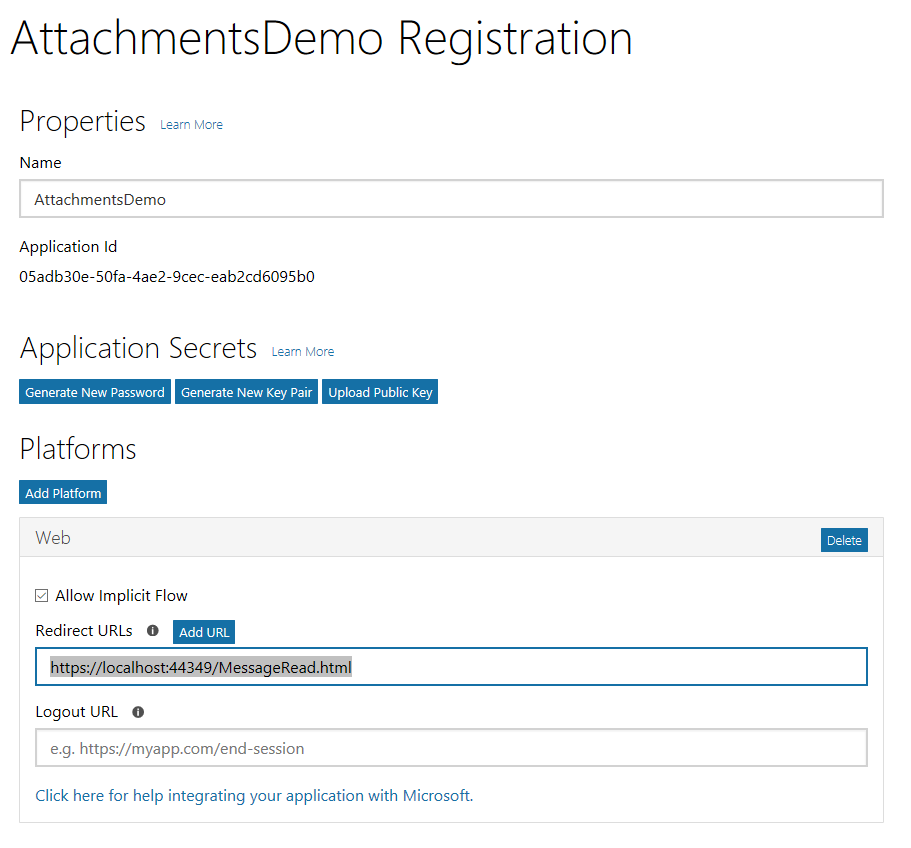 AttachmentsDemo Registration
Properties Learn More
Name
AttachmentsDemo
Application Id
05adb30e-50fa-4ae2-9cec-eab2cd6095b0
Application Secrets Learn More
Generate New Password Generate New Key Pair Upload Public Key
Platforms
Add Platform
Web Delete
Allow Implicit Flow
Redirect URLs Add URL
https://localhost:44349/MessageRead.html
Logout URL
e.g. https://myapp.com/end-session
Click here for help integrating your application with Microsoft.